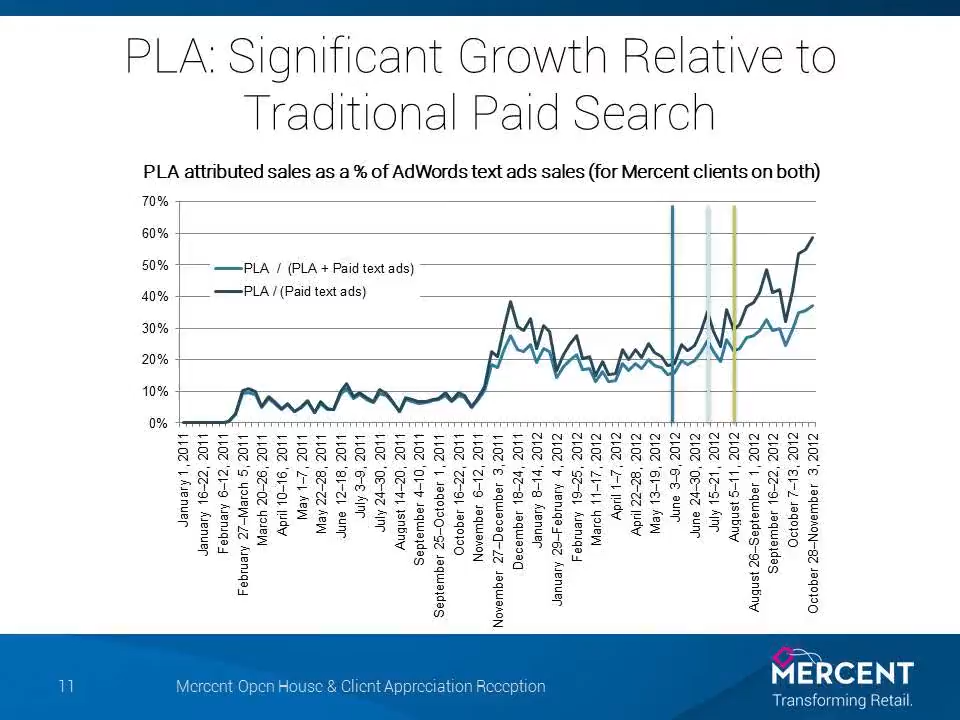 PLA: Significant Growth Relative to
Traditional Paid Search
PLA attributed sales as a % of AdWords text ads sales (for Mercent clients on both)
70%
60%
50%
40%
30%
20%
10%
0%
PLA / (PLA + Paid text ads)
PLA / (Paid text ads)
January 1, 2011
January 16–22, 2011
February 6–12, 2011
February 27–March 5, 2011
March 20–26, 2011
April 10–16, 2011
May 1–7, 2011
May 22–28, 2011
June 12–18, 2011
July 3–9, 2011
July 24–30, 2011
August 14–20, 2011
September 4–10, 2011
September 25–October 1, 2011
October 16–22, 2011
November 6–12, 2011
November 27–December 3, 2011
December 18–24, 2011
January 8–14, 2012
January 29–February 4, 2012
February 19–25, 2012
March 11–17, 2012
April 1–7, 2012
April 22–28, 2012
May 13–19, 2012
June 3–9, 2012
June 24–30, 2012
July 15–21, 2012
August 5–11, 2012
August 26–September 1, 2012
September 16–22, 2012
October 7–13, 2012
October 28–November 3, 2012
11
Mercent Open House & Client Appreciation Reception
MERCENT
Transforming Retail.